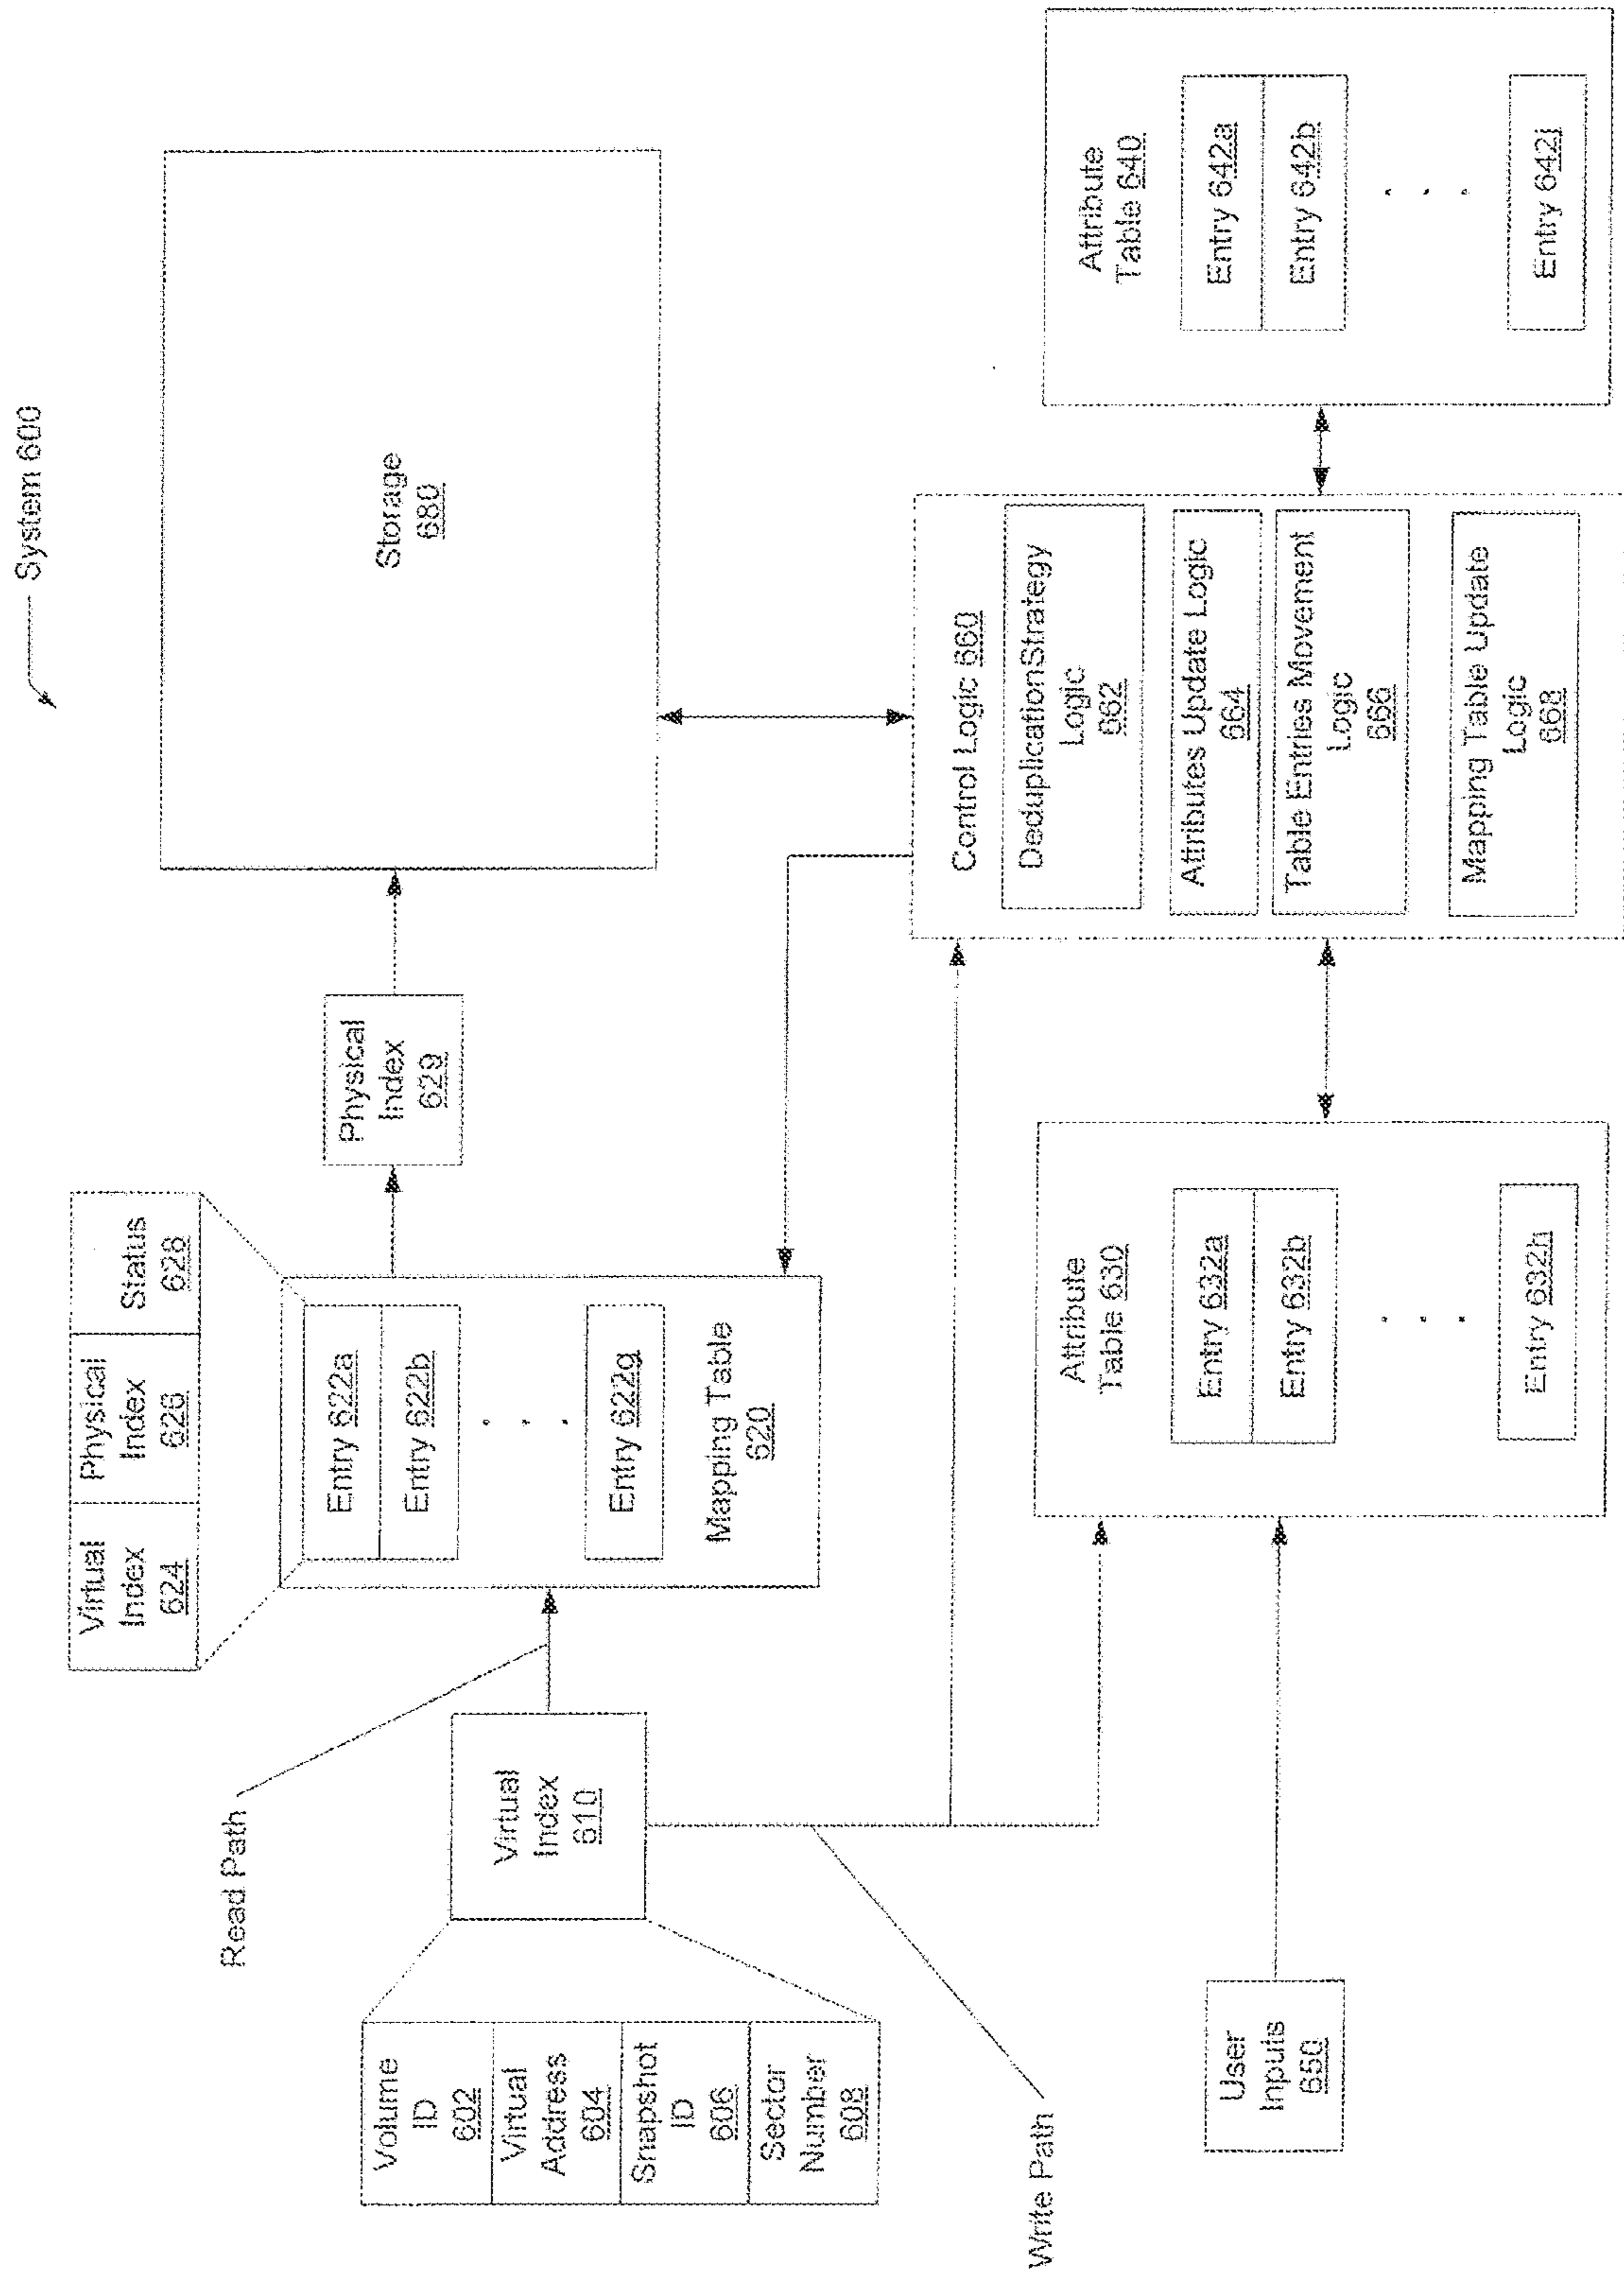 System 600
Virtual
Index
624
Physical
Index
626
Status
628
Read Path
Volume
ID
602
Virtual
Address
604
Snapshot
ID
606
Sector
Number
608
Virtual
Index
610
Entry 622a
Entry 622b
. . .
Entry 622g
Mapping Table
620
Physical
Index
629
Storage
680
Write Path
User
Inputs
650
Attribute
Table 630
Entry 632a
Entry 632b
. . .
Entry 632h
Control Logic 660
DeduplicationStrategy
Logic
662
Attributes Update Logic
664
Table Entries Movement
Logic
666
Mapping Table Update
Logic
668
Attribute
Table 640
Entry 642a
Entry 642b
. . .
Entry 642j